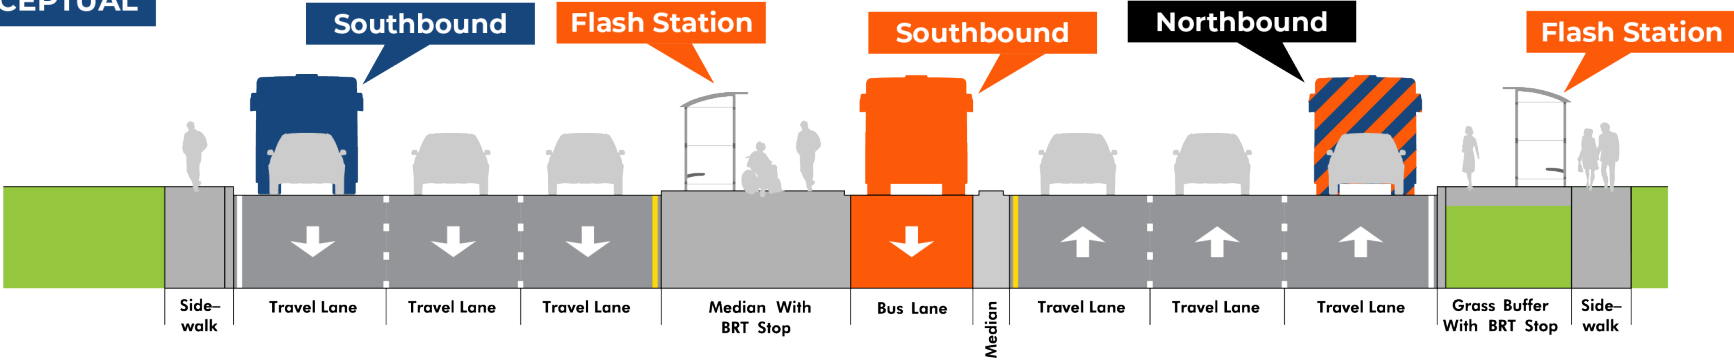 CEPTUAL
Southbound
Flash Station
Southbound
Northbound
Flash Station
Side–
walk
Travel Lane
Travel Lane
Travel Lane
Median With
BRT Stop
Bus Lane
Median
Travel Lane
Travel Lane
Travel Lane
Grass Buffer
With BRT Stop
Side–
walk